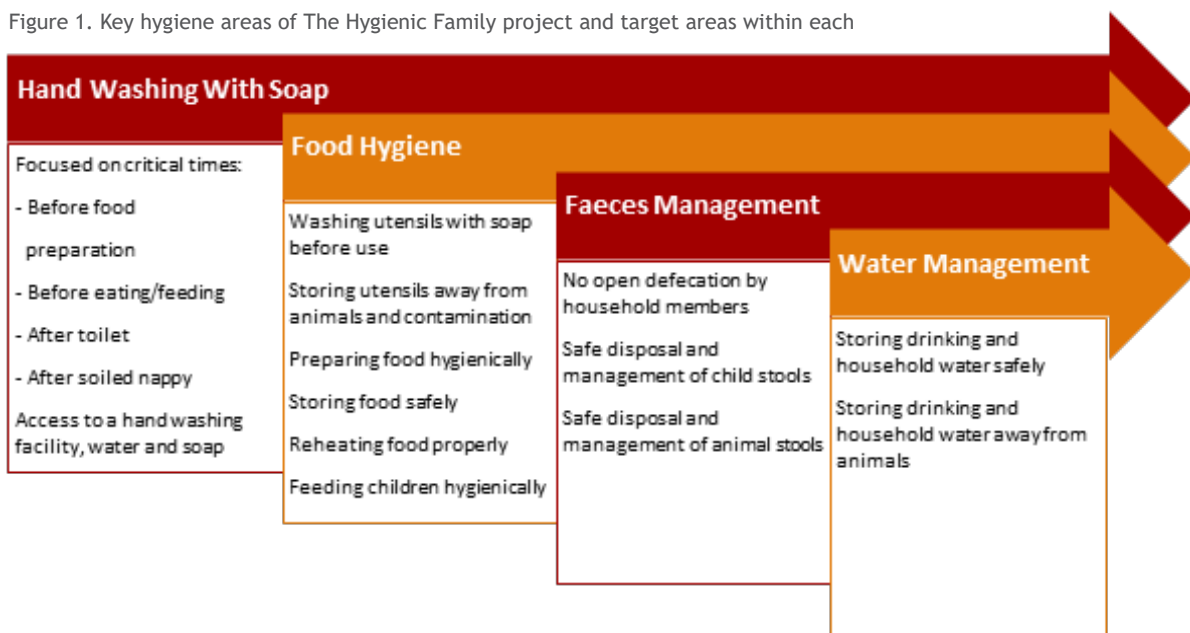 Figure 1. Key hygiene areas of The Hygienic Family project and target areas within each
Hand Washing With Soap
Focused on critical times:
- Before food
preparation
- Before eating/feeding
- After toilet
- After soiled nappy
Access to a hand washing
facility, water and soap
Food Hygiene
Washing utensils with soap
before use
Storing utensils away from
animals and contamination
Preparing food hygienically
Storing food safely
Reheating food properly
Feeding children hygienically
Faeces Management
No open defecation by
household members
Safe disposal and
management of child stools
Safe disposal and
management of animal stools
Water Management
Storing drinking and
household water safely
Storing drinking and
household water away from
animals